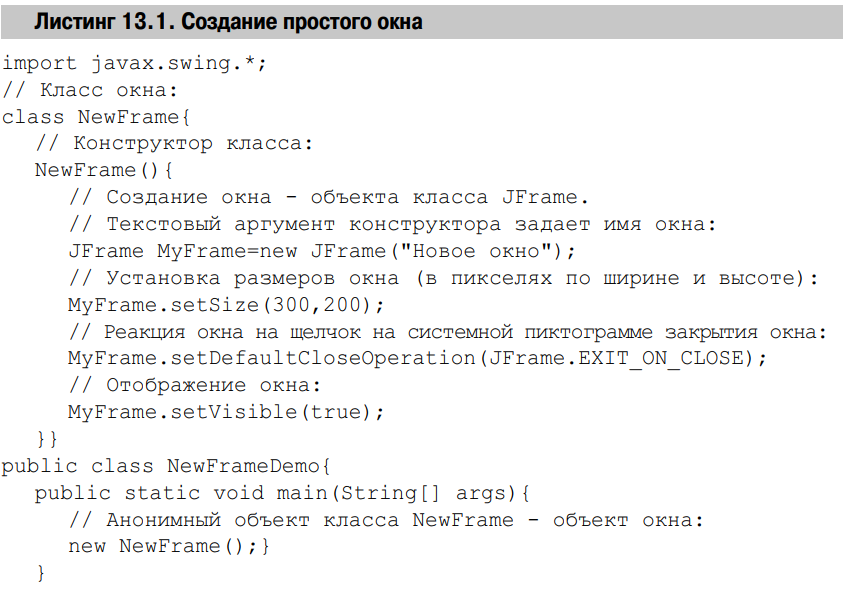 Листинг 13.1. Создание простого окна
import javax.swing.*;
// Класс окна:
class NewFrame{
// Конструктор класса:
NewFrame(){
// Создание окна - объекта класса JFrame.
// Текстовый аргумент конструктора задает имя окна:
JFrame MyFrame=new JFrame("Новое окно");
// Установка размеров окна (в пикселях по ширине и высоте):
MyFrame.setSize(300,200);
// Реакция окна на щелчок на системной пиктограмме закрытия окна:
MyFrame.setDefaultCloseOperation(JFrame.EXIT_ON_CLOSE);
// Отображение окна:
MyFrame.setVisible(true);
}}
public class NewFrameDemo{
public static void main(String[] args){
// Анонимный объект класса NewFrame - объект окна:
new NewFrame();}
}